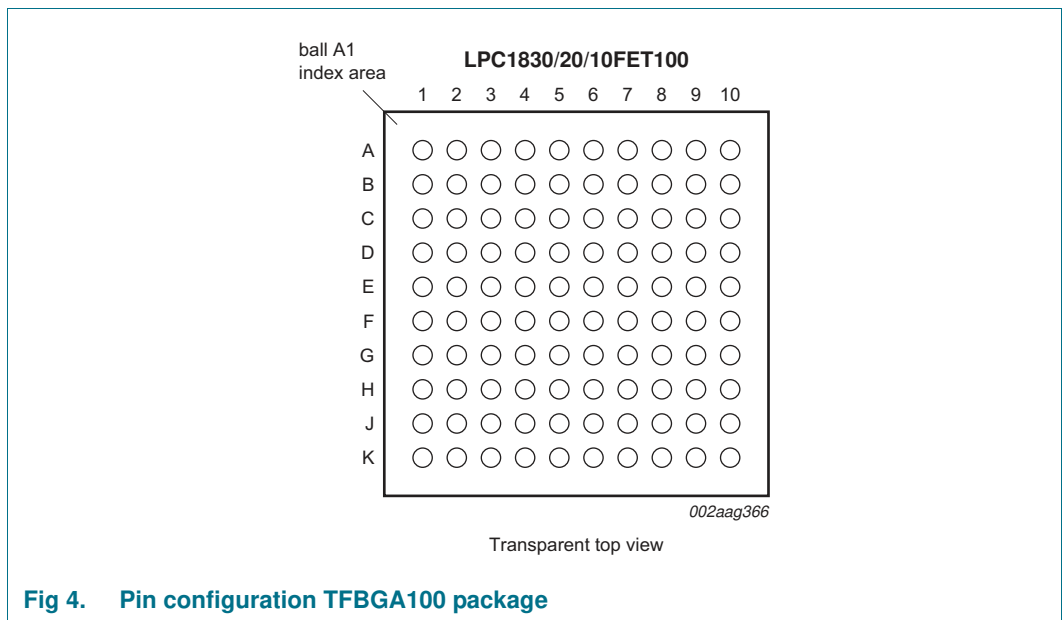 ball A1
index area
LPC1830/20/10FET100
1 2 3 4 5 6 7 8 9 10
A
B
C
D
E
F
G
H
J
K
002aag366
Transparent top view
Fig 4. Pin configuration TFBGA100 package